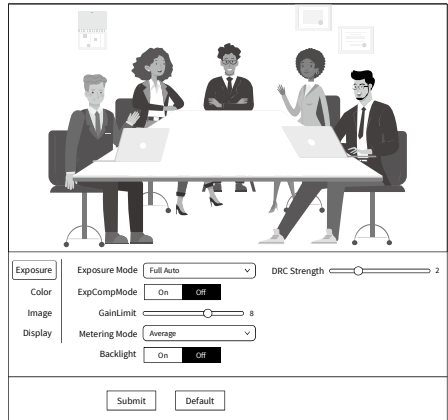 Exposure
Color
Image
Display
Exposure Mode Full Auto DRC Strength 2
ExpCompMode On Off
GainLimit 8
Metering Mode Average
Backlight On Off
Submit Default